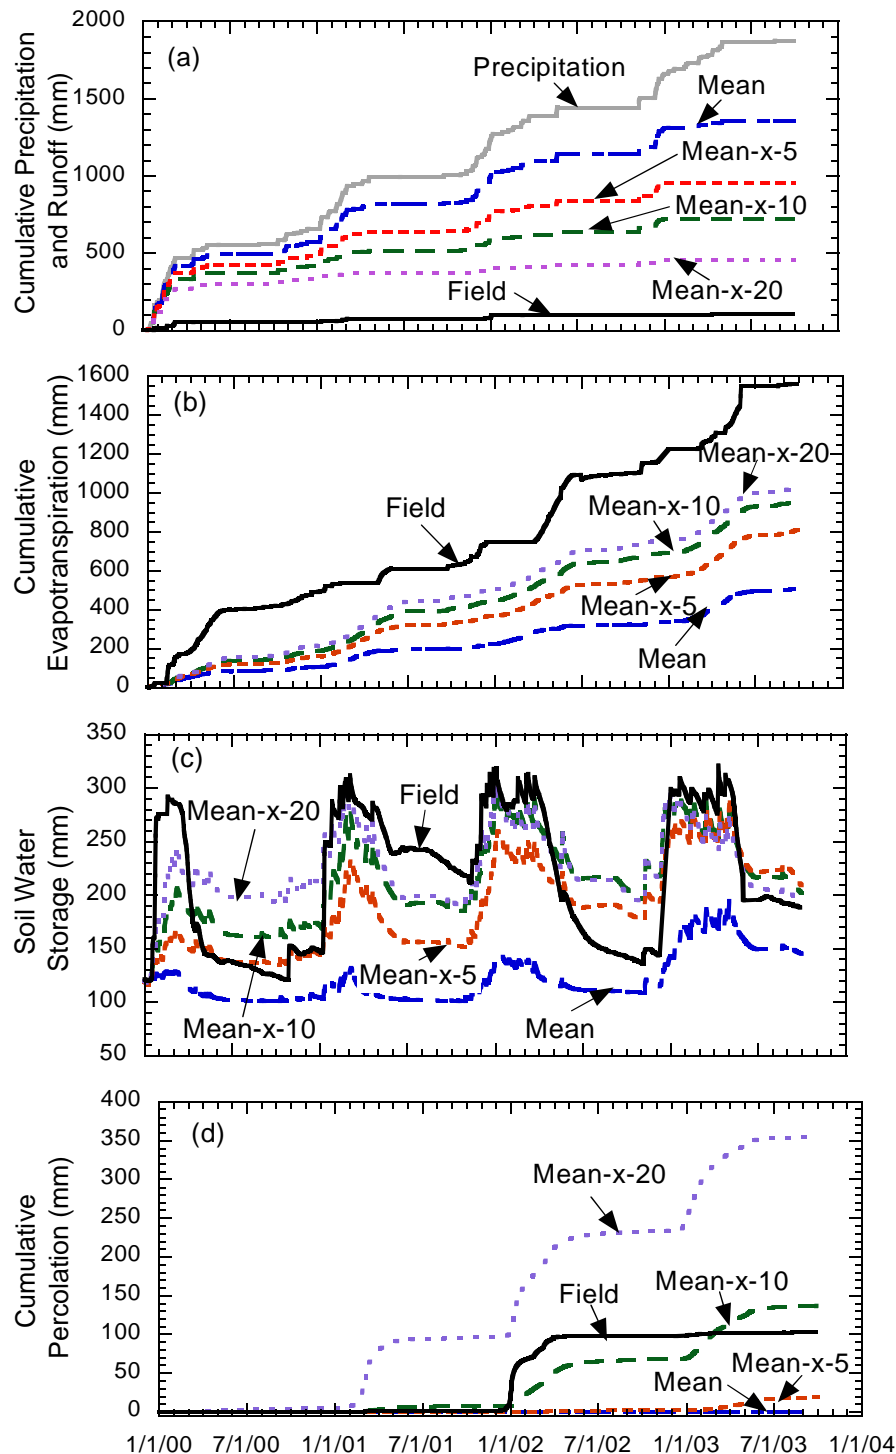 2000
(a)
Precipitation
Mean
1500
Mean-x-5
1000
Mean-x-10
500
Mean-x-20
Field
0
Cumulative Precipitation
and Runoff (mm)
1600
(b)
1400
1200
Mean-x-20
1000
Field
Mean-x-10
800
600
Mean-x-5
400
200
Mean
0
Cumulative
Evapotranspiration (mm)
350
(c)
300
Mean-x-20
Field
250
200
150
Mean-x-5
100
Mean-x-10
Mean
50
Soil Water
Storage (mm)
400
(d)
350
300
Mean-x-20
250
200
Mean-x-10
150
Field
100
Mean-x-5
50
Mean
0
Cumulative
Percolation (mm)
1/1/00 7/1/00 1/1/01 7/1/01 1/1/02 7/1/02 1/1/03 7/1/03 1/1/04